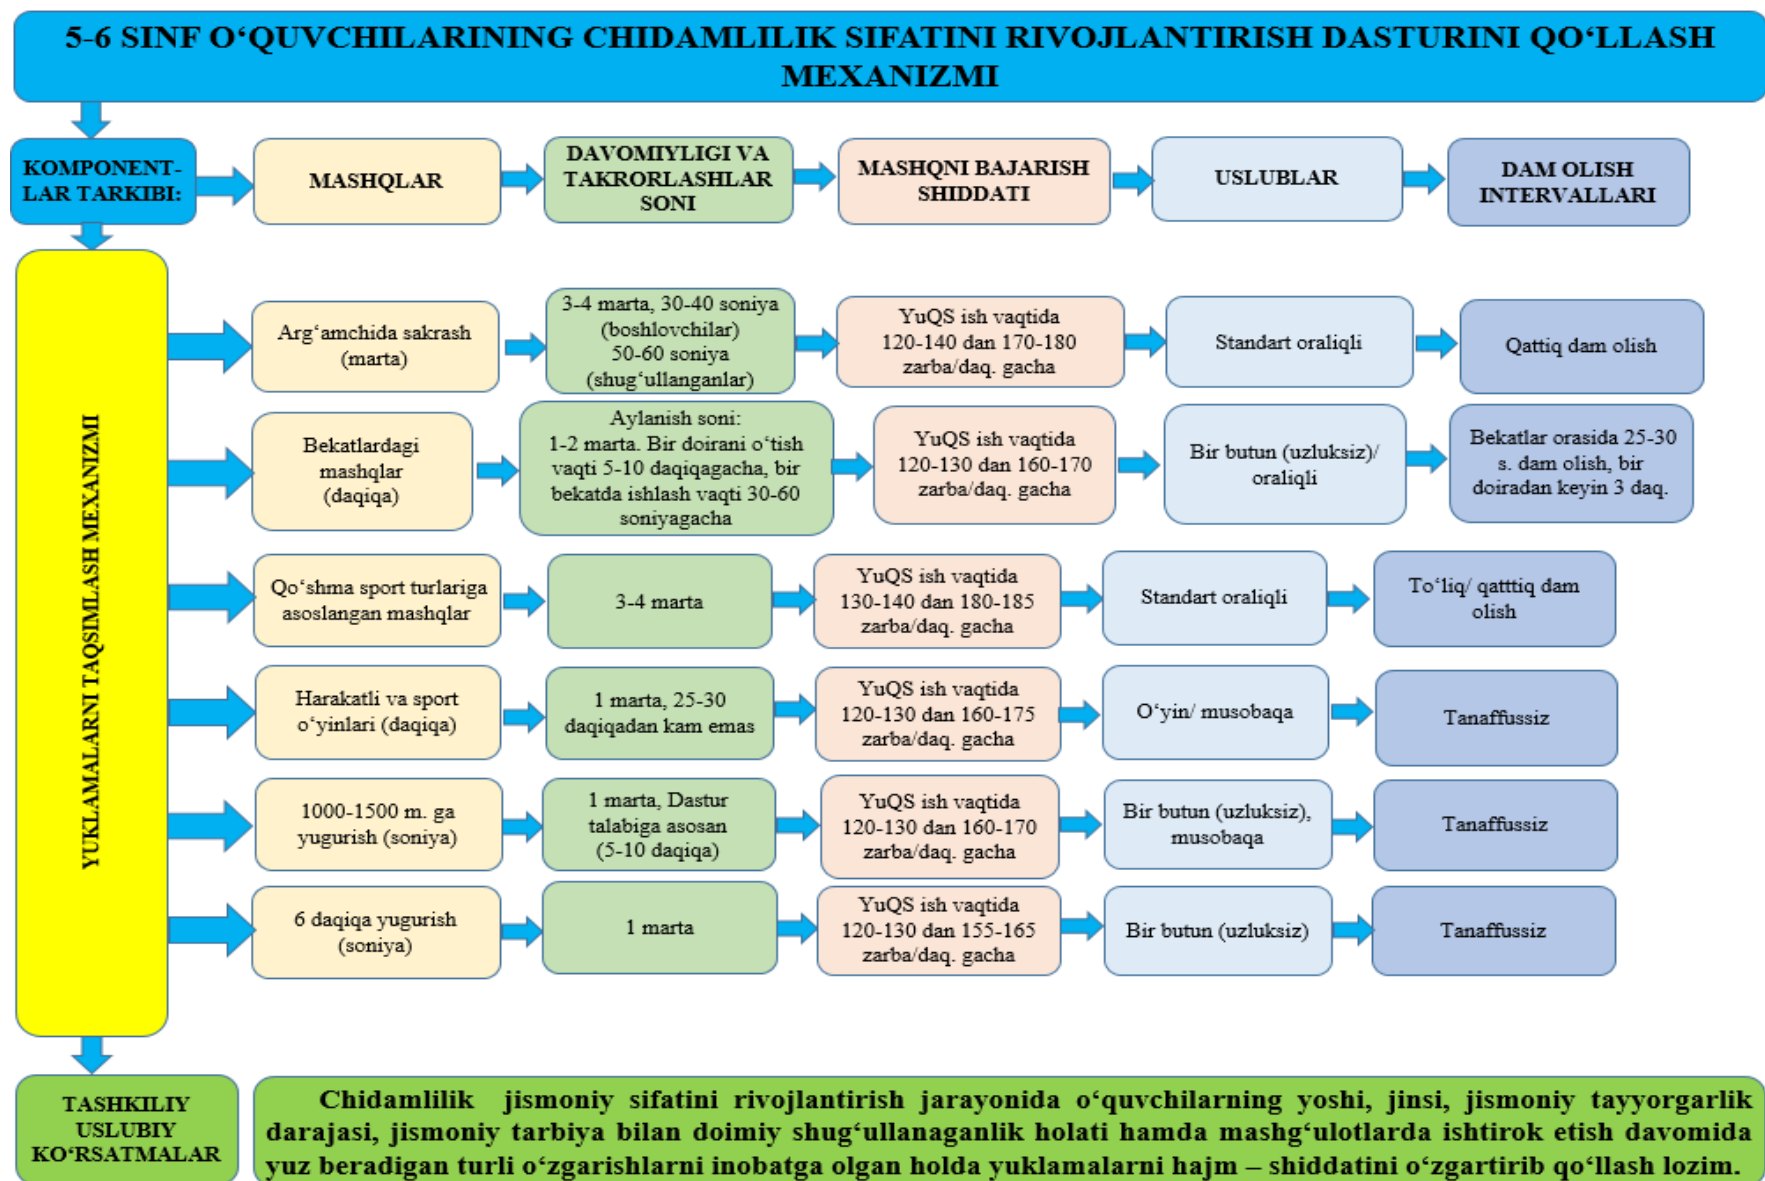 5-6 SINF O‘QUVCHILARINING CHIDAMLILIK SIFATINI RIVOJLANTIRISH DASTURINI QO‘LLASH
MEXANIZMI
KOMPONENT-
LAR TARKIBI:
MASHQLAR
DAVOMIYLIGI VA
TAKRORLASHLAR
SONI
MASHQNI BAJARISH
SHIDDATI
USLUBLAR
DAM OLISH
INTERVALLARI
YUKLAMALARNI TAQSIMLASH MEXANIZMI
Arg‘amchida sakrash
(marta)
3-4 marta, 30-40 soniya
(boshlovchilar)
50-60 soniya
(shug‘ullanganlar)
YuQS ish vaqtida
120-140 dan 170-180
zarba/daq. gacha
Standart oraliqli
Qattiq dam olish
Bekatlardagi
mashqlar
(daqiqa)
Aylanish soni:
1-2 marta. Bir doirani o‘tish
vaqti 5-10 daqiqagacha, bir
bekatda ishlash vaqti 30-60
soniyagacha
YuQS ish vaqtida
120-130 dan 160-170
zarba/daq. gacha
Bir butun (uzluksiz)/
oraliqli
Bekatlar orasida 25-30
s. dam olish, bir
doiradan keyin 3 daq.
Qo‘shma sport turlariga
asoslangan mashqlar
3-4 marta
YuQS ish vaqtida
130-140 dan 180-185
zarba/daq. gacha
Standart oraliqli
To‘liq/ qatttiq dam
olish
Harakatli va sport
o‘yinlari (daqiqa)
1 marta, 25-30
daqiqadan kam emas
YuQS ish vaqtida
120-130 dan 160-175
zarba/daq. gacha
O‘yin/ musobaqa
Tanaffussiz
1000-1500 m. ga
yugurish (soniya)
1 marta, Dastur
talabiga asosan
(5-10 daqiqa)
YuQS ish vaqtida
120-130 dan 160-170
zarba/daq. gacha
Bir butun (uzluksiz),
musobaqa
Tanaffussiz
6 daqiqa yugurish
(soniya)
1 marta
YuQS ish vaqtida
120-130 dan 155-165
zarba/daq. gacha
Bir butun (uzluksiz)
Tanaffussiz
TASHKILIY
USLUBIY
KO‘RSATMALAR
Chidamlilik jismoniy sifatini rivojlantirish jarayonida o‘quvchilarning yoshi, jinsi, jismoniy tayyorgarlik
darajasi, jismoniy tarbiya bilan doimiy shug‘ullanaganlik holati hamda mashg‘ulotlarda ishtirok etish davomida
yuz beradigan turli o‘zgarishlarni inobatga olgan holda yuklamalarni hajm – shiddatini o‘zgartirib qo‘llash lozim.